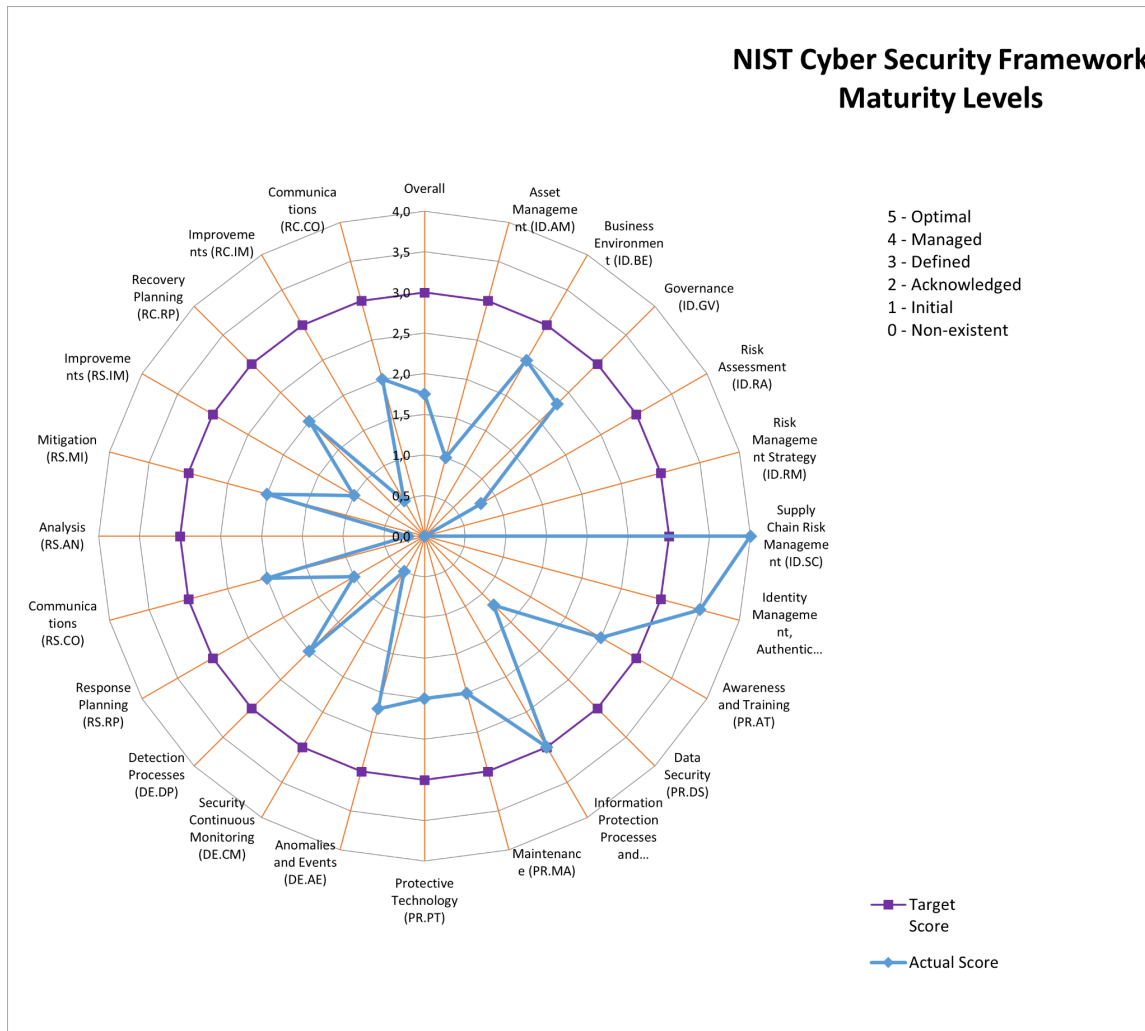 NIST Cyber Security Framework
Maturity Levels
5 - Optimal
4 - Managed
3 - Defined
2 - Acknowledged
1 - Initial
0 - Non-existent
Overall
Asset
Manageme
nt (ID.AM)
Business
Environmen
t (ID.BE)
Governance
(ID.GV)
Risk
Assessment
(ID.RA)
Risk
Manageme
nt Strategy
(ID.RM)
Supply
Chain Risk
Manageme
nt (ID.SC)
Identity
Management,
Authentic...
Awareness
and Training
(PR.AT)
Data
Security
(PR.DS)
Information
Protection
Processes
and...
Maintenanc
e (PR.MA)
Protective
Technology
(PR.PT)
Anomalies
and Events
(DE.AE)
Security
Continuous
Monitoring
(DE.CM)
Detection
Processes
(DE.DP)
Response
Planning
(RS.RP)
Communica
tions
(RS.CO)
Analysis
(RS.AN)
Mitigation
(RS.MI)
Improveme
nts (RS.IM)
Recovery
Planning
(RC.RP)
Improveme
nts (RC.IM)
Communica
tions
(RC.CO)
4,0
3,5
3,0
2,5
2,0
1,5
1,0
0,5
0,0
Target
Score
Actual Score